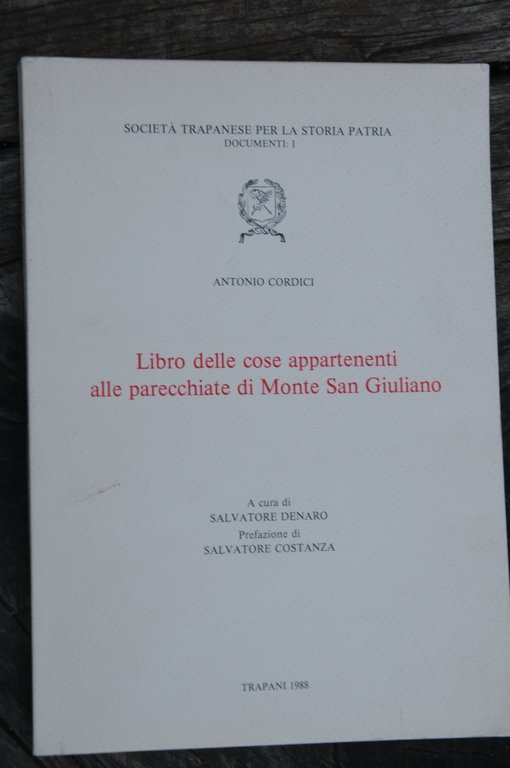 SOCIETÀ TRAPANESE PER LA STORIA PATRIA
DOCUMENTI: 1
ANTONIO CORDICI
Libro delle cose appartenenti
alle parecchiate di Monte San Giuliano
A cura di
SALVATORE DENARO
Prefazione di
SALVATORE COSTANZA
TRAPANI 1988